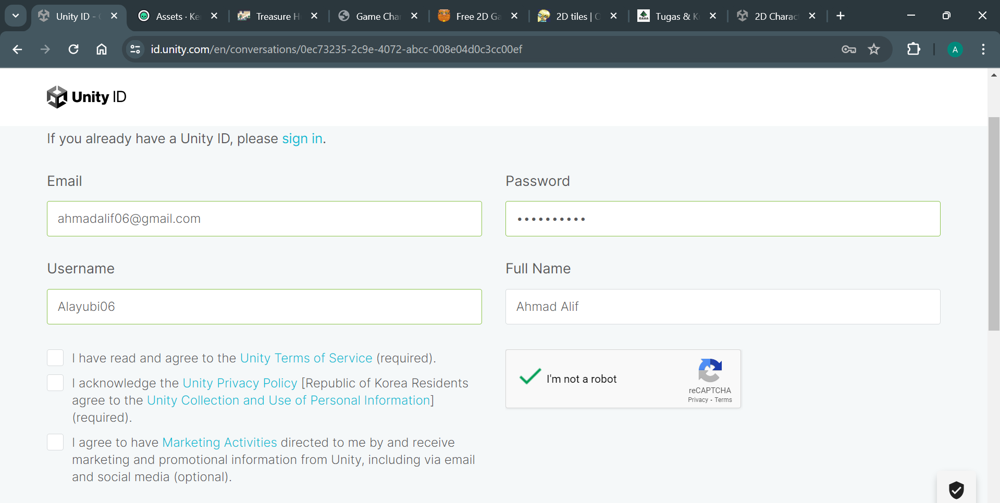 Unity ID -
Assets · Ke
Treasure H
Game Cha
Free 2D Ga
2D tiles | O
Tugas & K
2D Charac
id.unity.com/en/conversations/0ec73235-2c9e-4072-abcc-008e04d0c3cc00ef
A
Unity ID
If you already have a Unity ID, please sign in.
Email
Password
ahmadalif06@gmail.com
••••••••••
Username
Full Name
Alayubi06
Ahmad Alif
I have read and agree to the Unity Terms of Service (required).
I acknowledge the Unity Privacy Policy [Republic of Korea Residents
agree to the Unity Collection and Use of Personal Information]
(required).
I agree to have Marketing Activities directed to me by and receive
marketing and promotional information from Unity, including via email
and social media (optional).
I'm not a robot
reCAPTCHA
Privacy - Terms